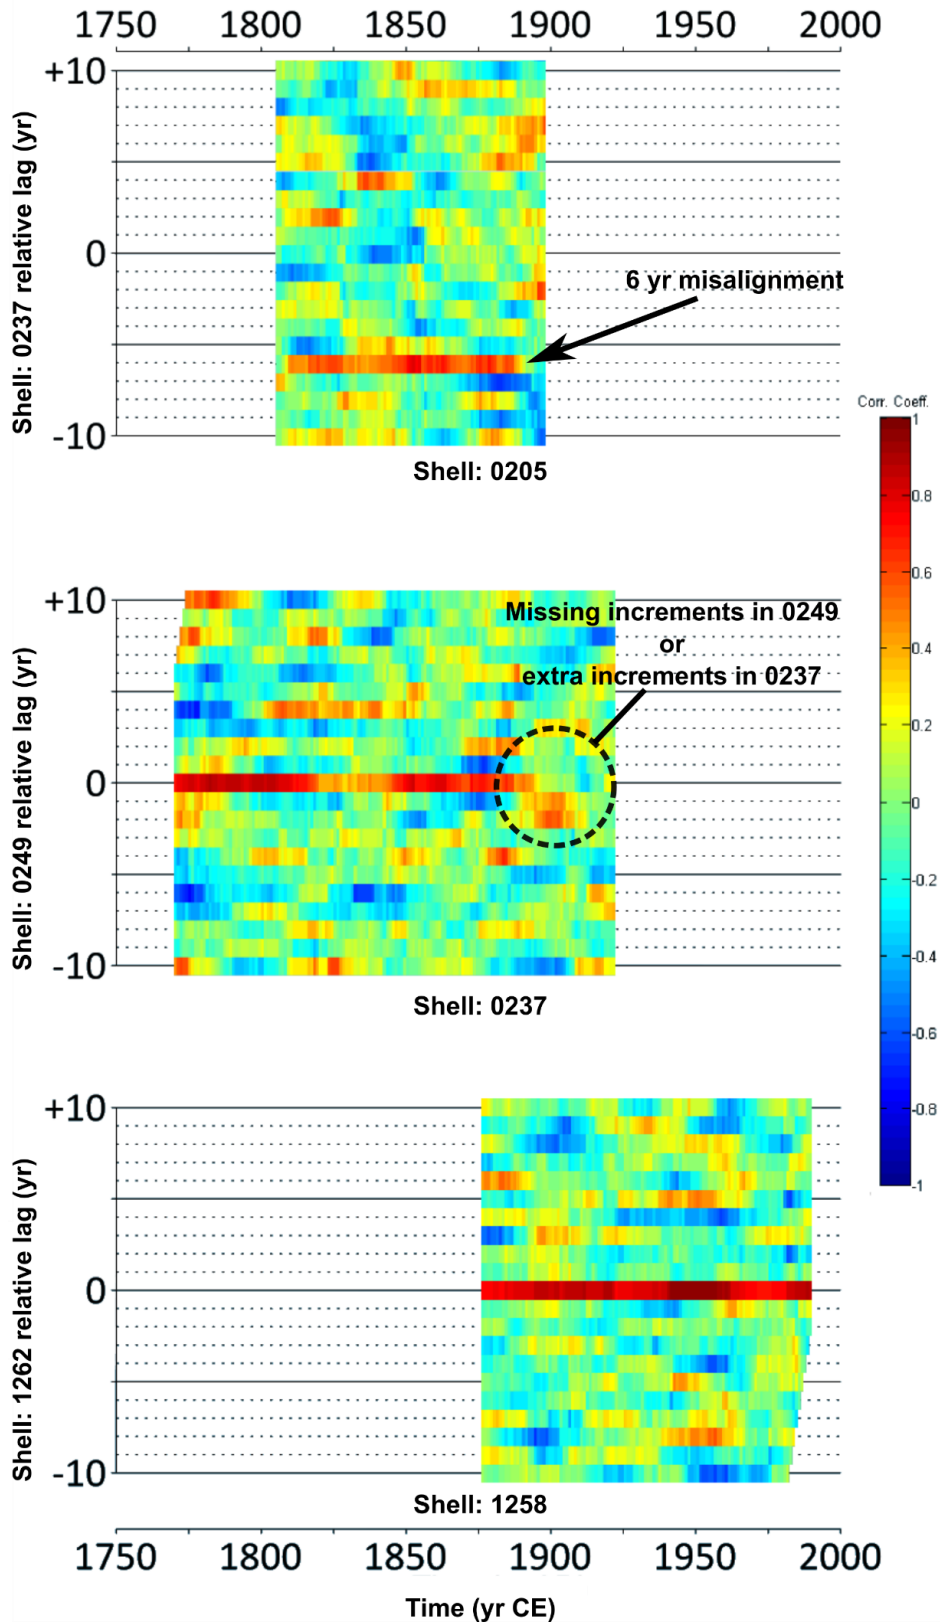 1750 1800 1850 1900 1950 2000
+10
0
-10
Shell: 0237 relative lag (yr)
6 yr misalignment
Shell: 0205
Corr. Coeff.
1
0.8
0.6
0.4
0.2
0
-0.2
-0.4
-0.6
-0.8
-1
+10
0
-10
Shell: 0249 relative lag (yr)
Missing increments in 0249
or
extra increments in 0237
Shell: 0237
+10
0
-10
Shell: 1262 relative lag (yr)
Shell: 1258
1750 1800 1850 1900 1950 2000
Time (yr CE)